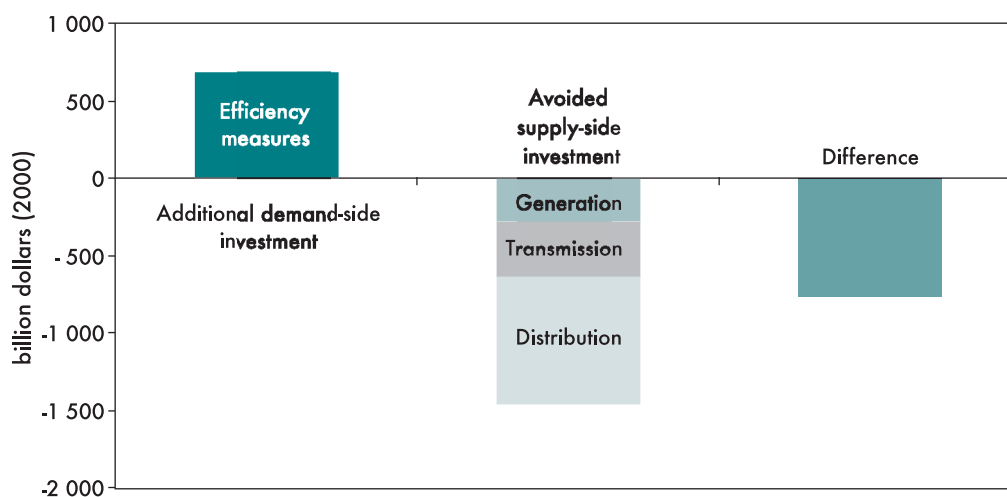 billion dollars (2000)
1 000
500
0
- 500
-1 000
-1 500
-2 000
Efficiency
measures
Additional demand-side
investment
Avoided
supply-side
investment
Generation
Transmission
Distribution
Difference